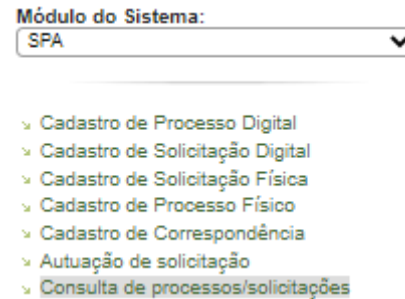 Módulo do Sistema:
SPA
Cadastro de Processo Digital
Cadastro de Solicitação Digital
Cadastro de Solicitação Física
Cadastro de Processo Físico
Cadastro de Correspondência
Autuação de solicitação
Consulta de processos/solicitações